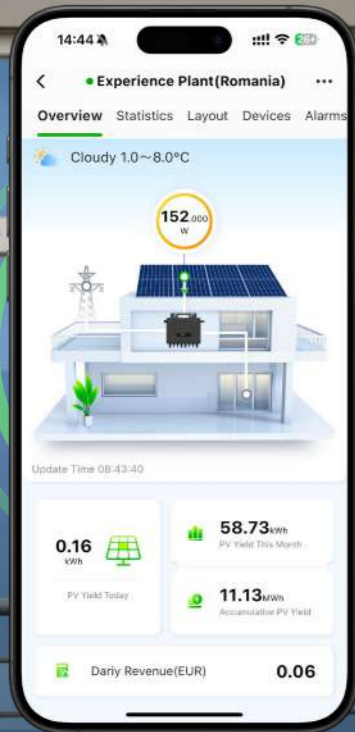 14:44
26
Experience Plant(Romania)
Overview Statistics Layout Devices Alarms
Cloudy 1.0～8.0°C
152.000
W
Update Time 08:43:40
0.16
kWh
PV Yield Today
58.73kWh
PV Yield This Month
11.13MWh
Accumulative PV Yield
Dariy Revenue(EUR) 0.06